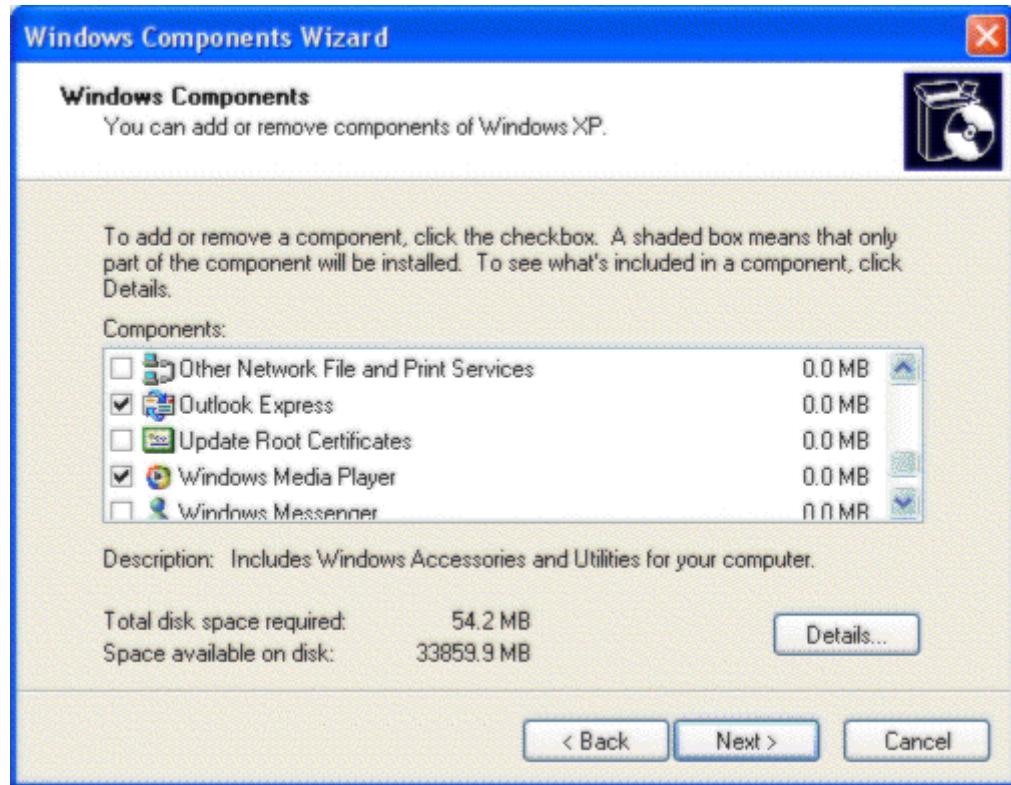 Windows Components Wizard
Windows Components
You can add or remove components of Windows XP.
To add or remove a component, click the checkbox. A shaded box means that only
part of the component will be installed. To see what's included in a component, click
Details.
Components:
Other Network File and Print Services 0.0 MB
Outlook Express 0.0 MB
Update Root Certificates 0.0 MB
Windows Media Player 0.0 MB
Windows Messenger 0.0 MB
Description: Includes Windows Accessories and Utilities for your computer.
Total disk space required: 54.2 MB
Space available on disk: 33859.9 MB
Details...
< Back Next > Cancel